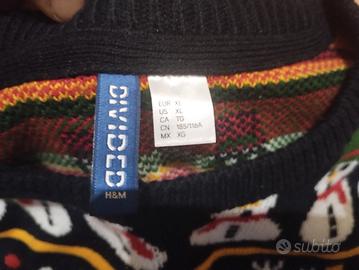 DIVIDED
H&M
EUR XL
US XL
CA TG
CN 185/116A
MX XG
subito